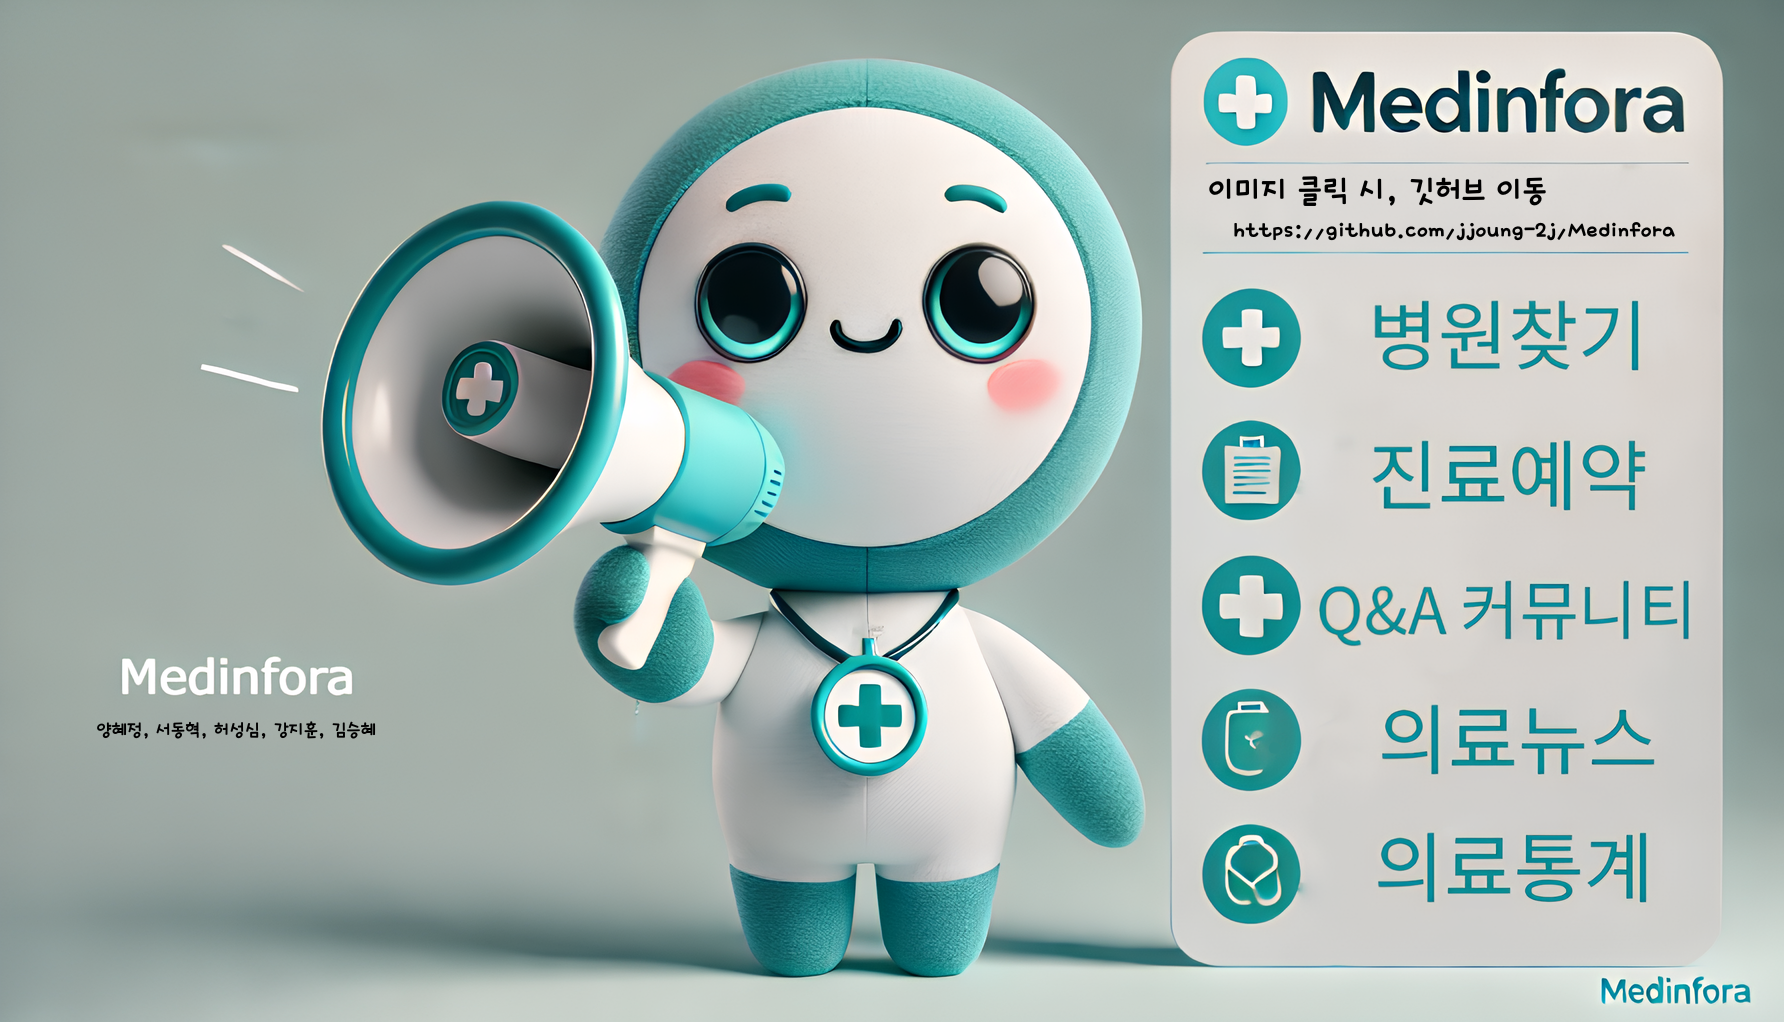 Medinfora
이미지 클릭 시, 깃허브 이동
https://github.com/jjoung-2j/Medinfora
병원찾기
진료예약
Q&A 커뮤니티
의료뉴스
의료통계
Medinfora
양혜정, 서동혁, 허성심, 강지훈, 김승혜
Medinfora